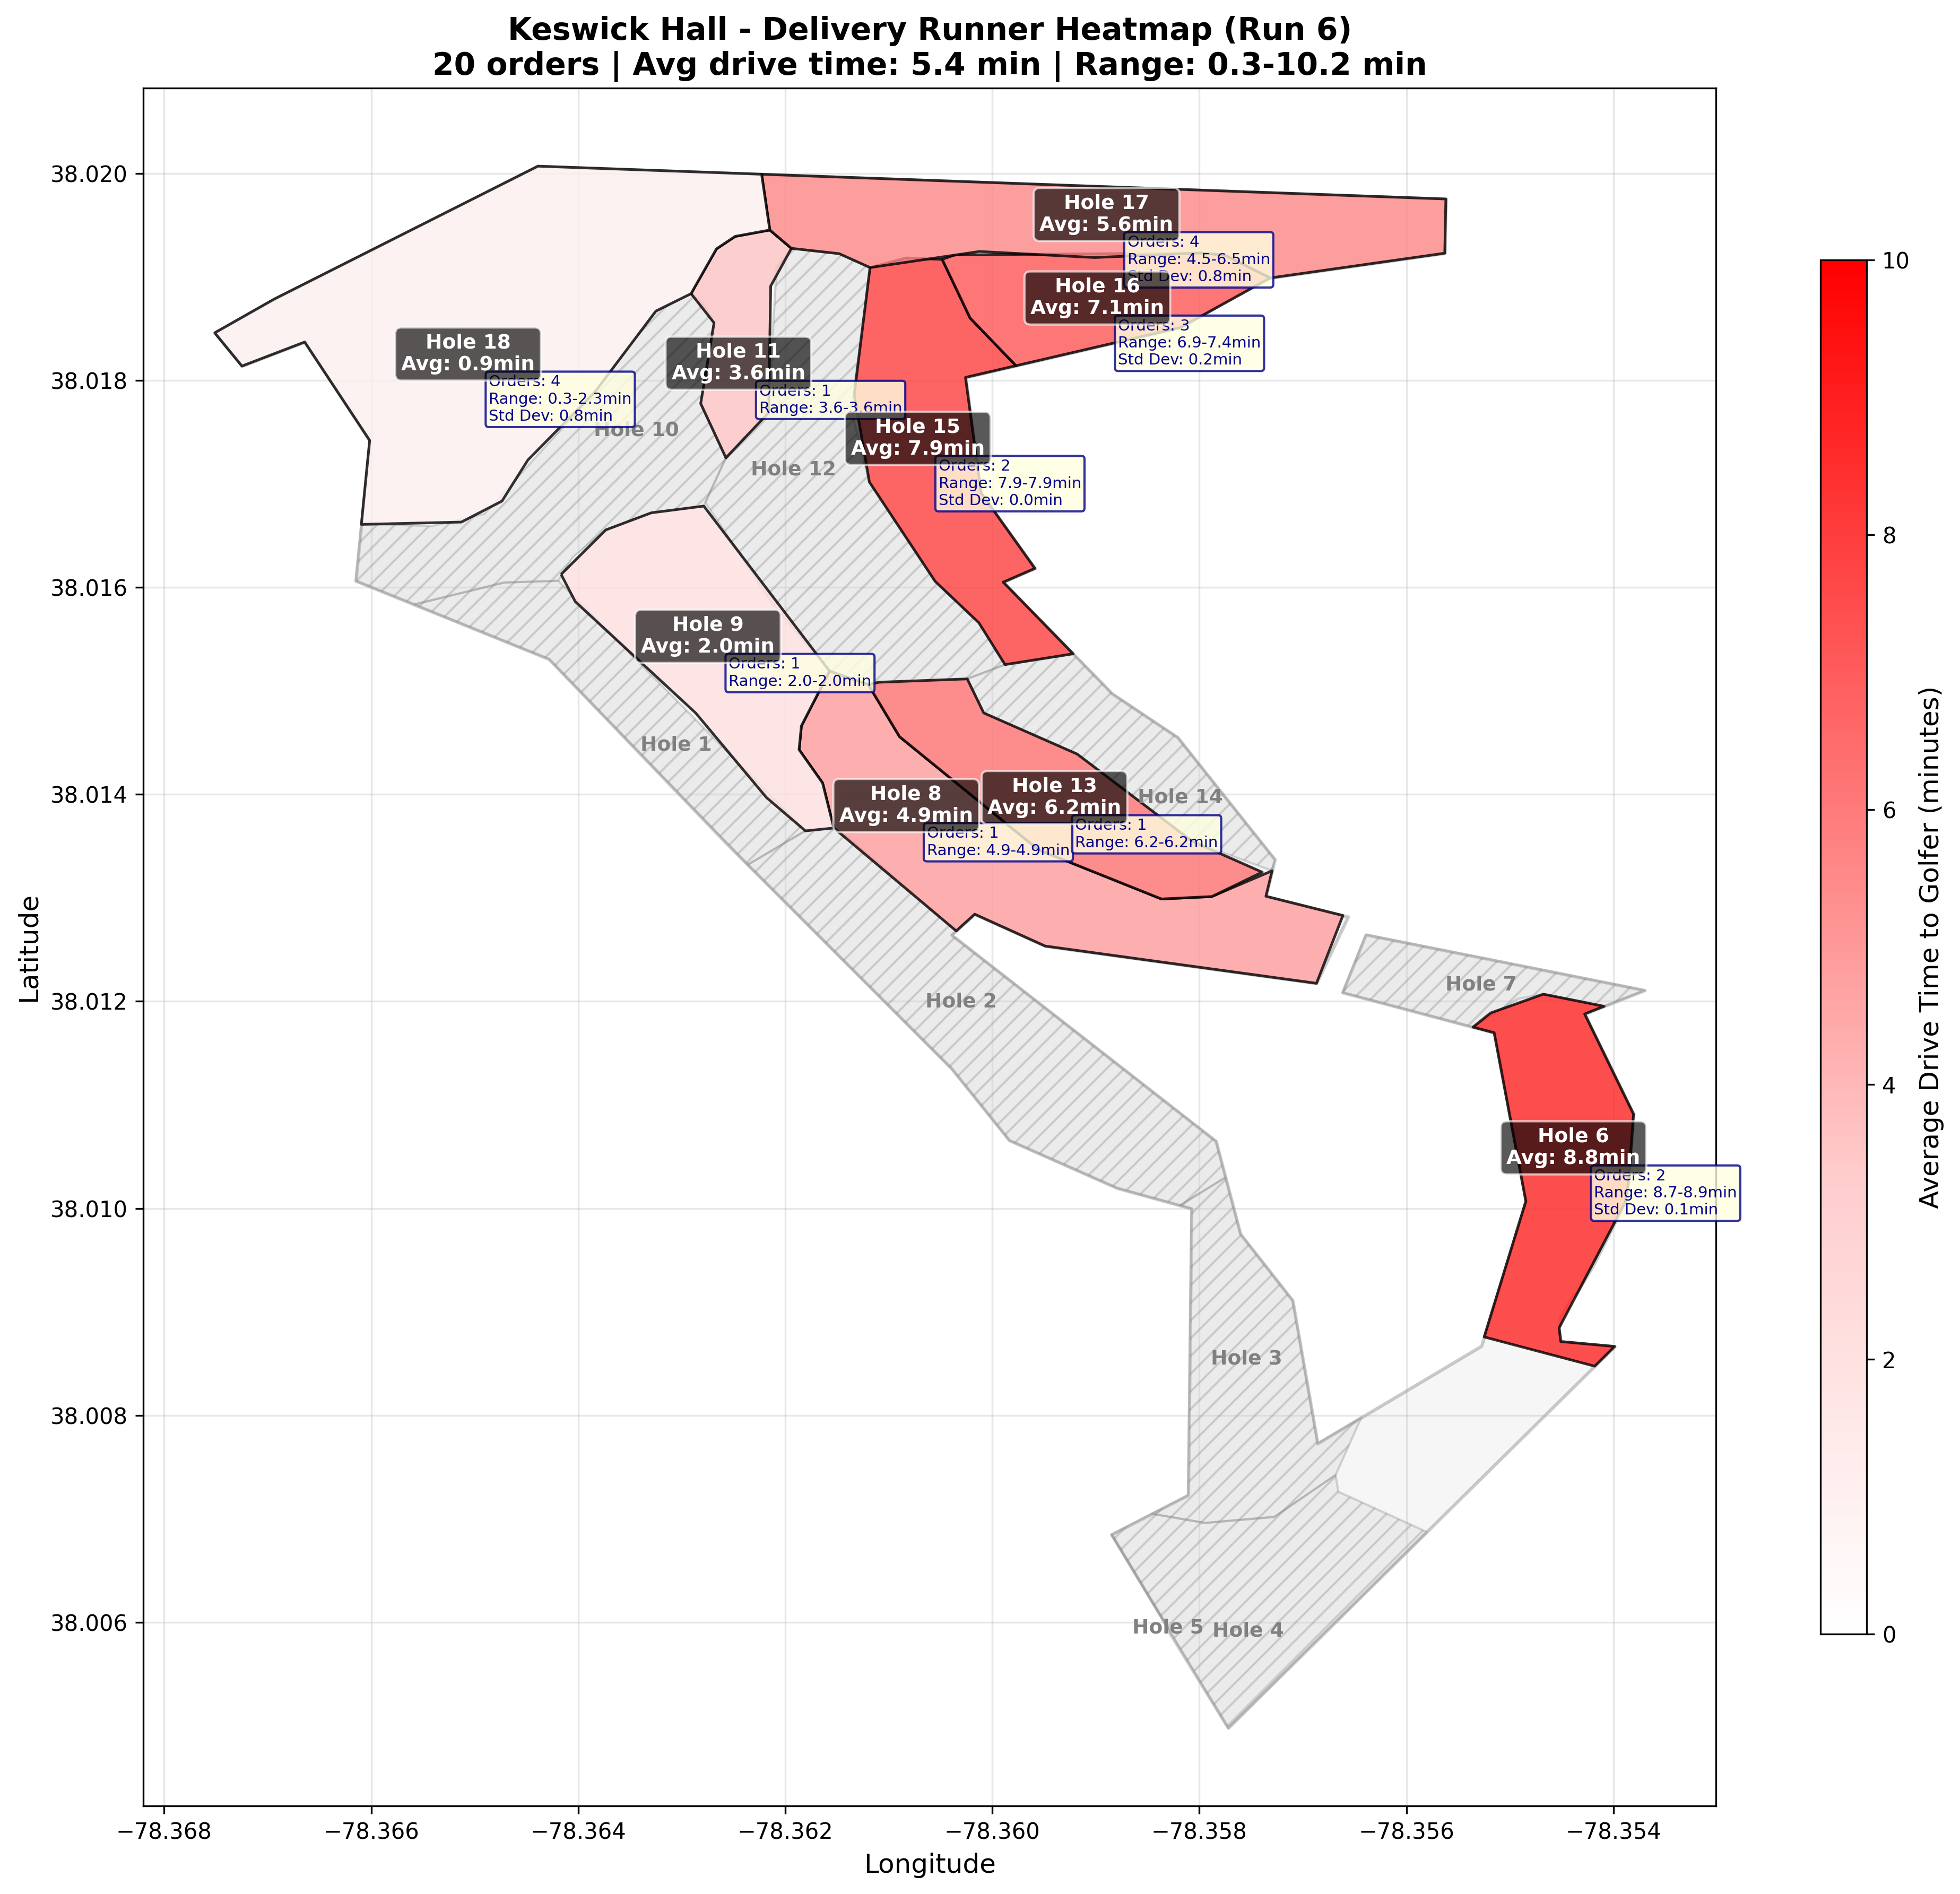 Keswick Hall - Delivery Runner Heatmap (Run 6)
20 orders | Avg drive time: 5.4 min | Range: 0.3-10.2 min
Latitude
38.020
38.018
38.016
38.014
38.012
38.010
38.008
38.006
Hole 17
Avg: 5.6min
Orders: 4
Range: 4.5-6.5min
Std Dev: 0.8min
Hole 16
Avg: 7.1min
Orders: 3
Range: 6.9-7.4min
Std Dev: 0.2min
Hole 18
Avg: 0.9min
Orders: 4
Range: 0.3-2.3min
Std Dev: 0.8min
Hole 11
Avg: 3.6min
Orders: 1
Range: 3.6-3.6min
Hole 10
Hole 15
Avg: 7.9min
Orders: 2
Range: 7.9-7.9min
Std Dev: 0.0min
Hole 12
Hole 9
Avg: 2.0min
Orders: 1
Range: 2.0-2.0min
Hole 1
Hole 8
Avg: 4.9min
Orders: 1
Range: 4.9-4.9min
Hole 13
Avg: 6.2min
Orders: 1
Range: 6.2-6.2min
Hole 14
Hole 2
Hole 7
Hole 6
Avg: 8.8min
Orders: 2
Range: 8.7-8.9min
Std Dev: 0.1min
Hole 3
Hole 5
Hole 4
−78.368
−78.366
−78.364
−78.362
−78.360
−78.358
−78.356
−78.354
Longitude
10
8
6
4
2
0
Average Drive Time to Golfer (minutes)